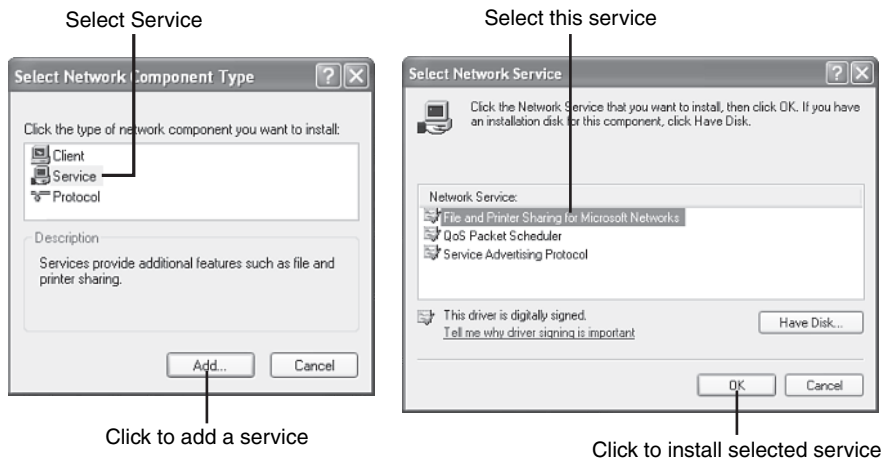 Select Service
Select Network Component Type
Click the type of network component you want to install:
Client
Service
Protocol
Description
Services provide additional features such as file and
printer sharing.
Add...
Cancel
Click to add a service
Select this service
Select Network Service
Click the Network Service that you want to install, then click OK. If you have
an installation disk for this component, click Have Disk.
Network Service:
File and Printer Sharing for Microsoft Networks
QoS Packet Scheduler
Service Advertising Protocol
This driver is digitally signed.
Tell me why driver signing is important
Have Disk...
OK
Cancel
Click to install selected service